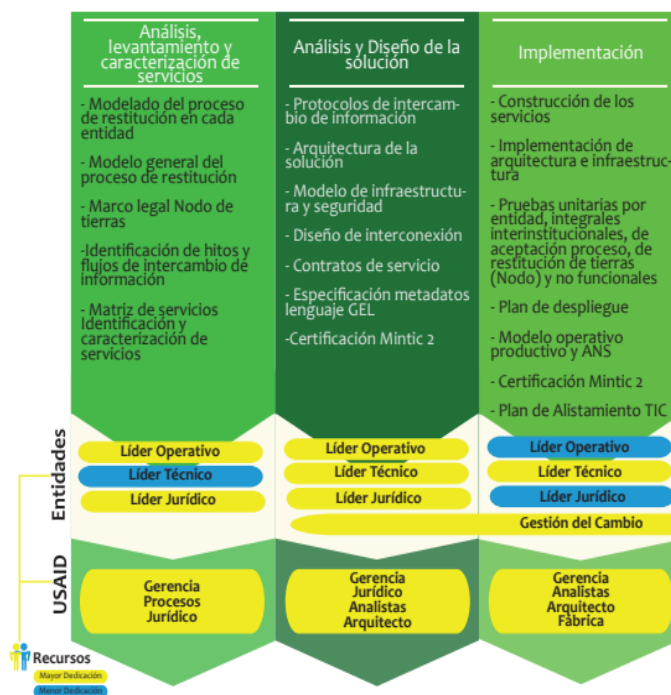 Análisis,
levantamiento y
caracterización de
servicios
- Modelado del proceso
de restitución en cada
entidad
- Modelo general del
proceso de restitución
- Marco legal Nodo de
tierras
-Identificación de hitos y
flujos de intercambio de
información
- Matriz de servicios
Identificación y
caracterización de
servicios
Análisis y Diseño de la
solución
- Protocolos de intercam-
bio de información
- Arquitectura de la
solución
- Modelo de infraestructu-
ra y seguridad
- Diseño de interconexión
- Contratos de servicio
- Especificación metadatos
lenguaje GEL
-Certificación Mintic 2
Implementación
- Construcción de los
servicios
- Implementación de
arquitectura e infraestruc-
tura
- Pruebas unitarias por
entidad, integrales
interinstitucionales, de
aceptación proceso, de
restitución de tierras
(Nodo) y no funcionales
- Plan de despliegue
- Modelo operativo
productivo y ANS
- Certificación Mintic 2
- Plan de Alistamiento TIC
Entidades
Líder Operativo
Líder Técnico
Líder Jurídico
Líder Operativo
Líder Técnico
Líder Jurídico
Líder Operativo
Líder Técnico
Líder Jurídico
Gestión del Cambio
USAID
Gerencia
Procesos
Jurídico
Gerencia
Jurídico
Analistas
Arquitecto
Gerencia
Analistas
Arquitecto
Fábrica
Recursos
Mayor Dedicación
Menor Dedicación